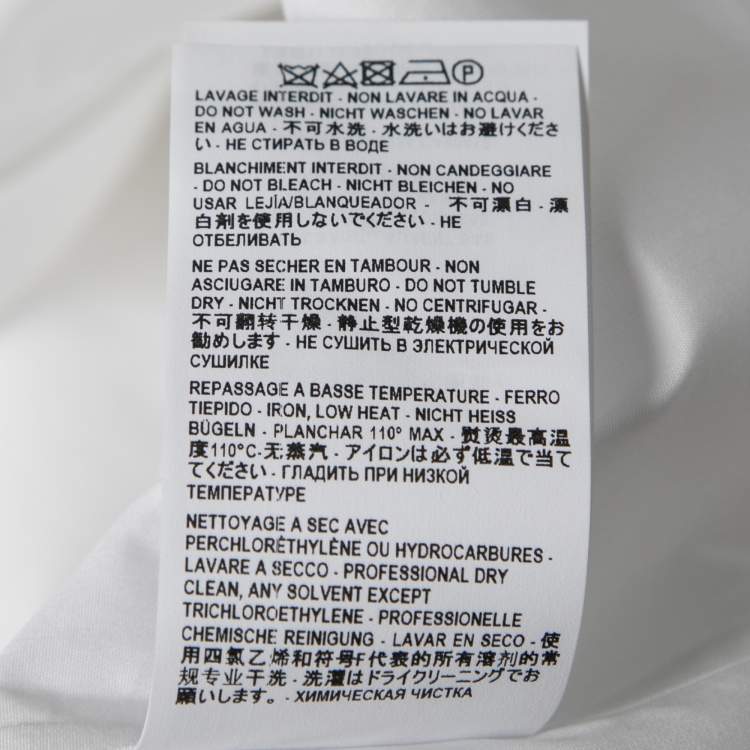 P
LAVAGE INTERDIT - NON LAVARE IN ACQUA -
DO NOT WASH - NICHT WASCHEN - NO LAVAR
EN AGUA - 不可水洗 - 水洗いはお避けくださ
い - НЕ СТИРАТЬ В ВОДЕ
BLANCHIMENT INTERDIT - NON CANDEGGIARE
- DO NOT BLEACH - NICHT BLEICHEN - NO
USAR LEJÍA/BLANQUEADOR - 不可漂白 - 漂
白剤を使用しないでください - НЕ
ОТБЕЛИВАТЬ
NE PAS SECHER EN TAMBOUR - NON
ASCIUGARE IN TAMBURO - DO NOT TUMBLE
DRY - NICHT TROCKNEN - NO CENTRIFUGAR -
不可翻转干燥 - 静止型乾燥機の使用をお
勧めします - НЕ СУШИТЬ В ЭЛЕКТРИЧЕСКОЙ
СУШИЛКЕ
REPASSAGE A BASSE TEMPERATURE - FERRO
TIEPIDO - IRON, LOW HEAT - NICHT HEISS
BÜGELN - PLANCHAR 110° MAX - 熨烫最高温
度110°C-无蒸汽 - アイロンは必ず低温で当て
てください - ГЛАДИТЬ ПРИ НИЗКОЙ
ТЕМПЕРАТУРЕ
NETTOYAGE A SEC AVEC
PERCHLORÉTHYLÈNE OU HYDROCARBURES -
LAVARE A SECCO - PROFESSIONAL DRY
CLEAN, ANY SOLVENT EXCEPT
TRICHLOROETHYLENE - PROFESSIONELLE
CHEMISCHE REINIGUNG - LAVAR EN SECO - 使
用四氯乙烯和符号F代表的所有溶剂的常
规专业干洗 - 洗濯はドライクリーニングでお
願いします。 - ХИМИЧЕСКАЯ ЧИСТКА